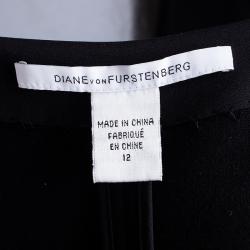 DIANE VON FURSTENBERG
MADE IN CHINA
FABRIQUÉ
EN CHINE
12